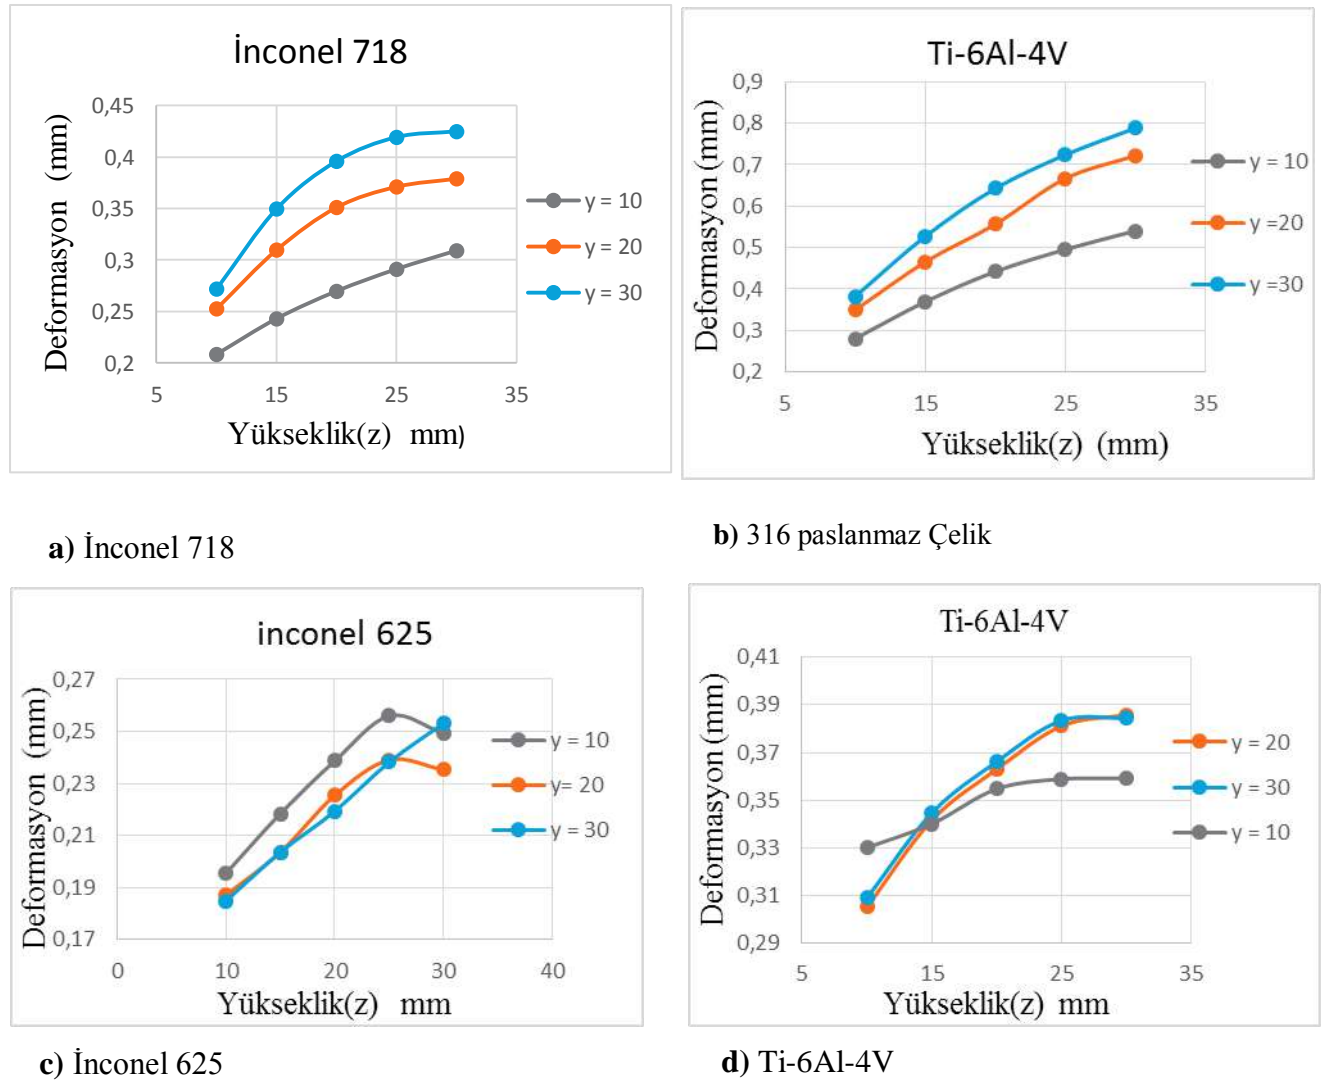 İnconel 718
0,45
0,4
0,35
0,3
0,25
0,2
5
15
25
35
Deformasyon (mm)
Yükseklik(z) mm)
y = 10
y = 20
y = 30
a) İnconel 718
Ti-6Al-4V
0,9
0,8
0,7
0,6
0,5
0,4
0,3
0,2
5
15
25
35
Deformasyon (mm)
Yükseklik(z) (mm)
y = 10
y =20
y =30
b) 316 paslanmaz Çelik
inconel 625
0,27
0,25
0,23
0,21
0,19
0,17
0
10
20
30
40
Deformasyon (mm)
Yükseklik(z) mm
y = 10
y= 20
y = 30
c) İnconel 625
Ti-6Al-4V
0,41
0,39
0,37
0,35
0,33
0,31
0,29
5
15
25
35
Deformasyon (mm)
Yükseklik(z) mm
y = 20
y = 30
y = 10
d) Ti-6Al-4V